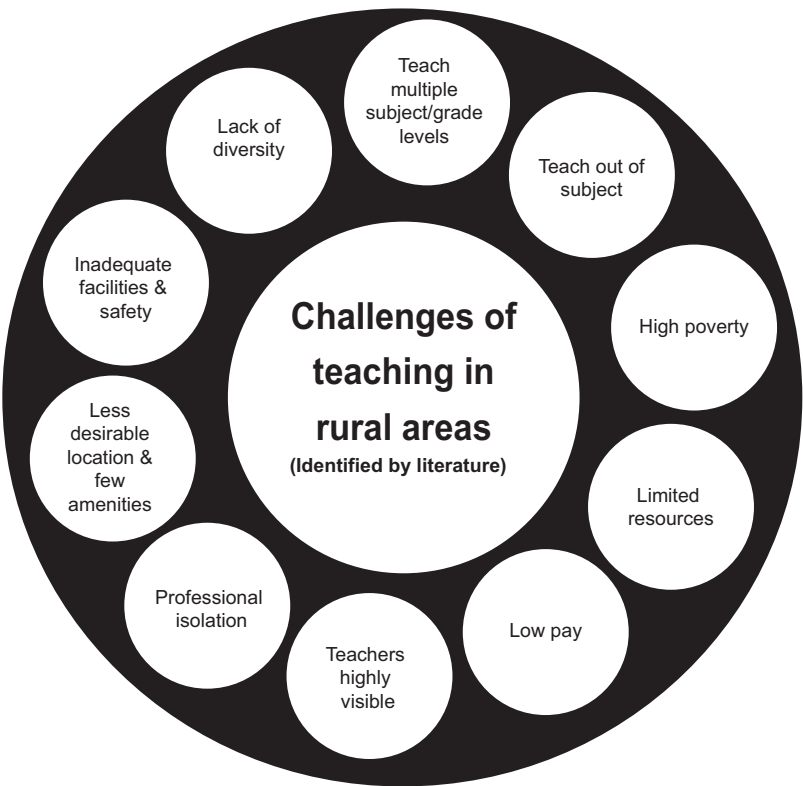 Challenges of
teaching in
rural areas
(Identified by literature)
Teach
multiple
subject/grade
levels
Teach out of
subject
High poverty
Limited
resources
Low pay
Teachers
highly
visible
Professional
isolation
Less
desirable
location &
few
amenities
Inadequate
facilities &
safety
Lack of
diversity